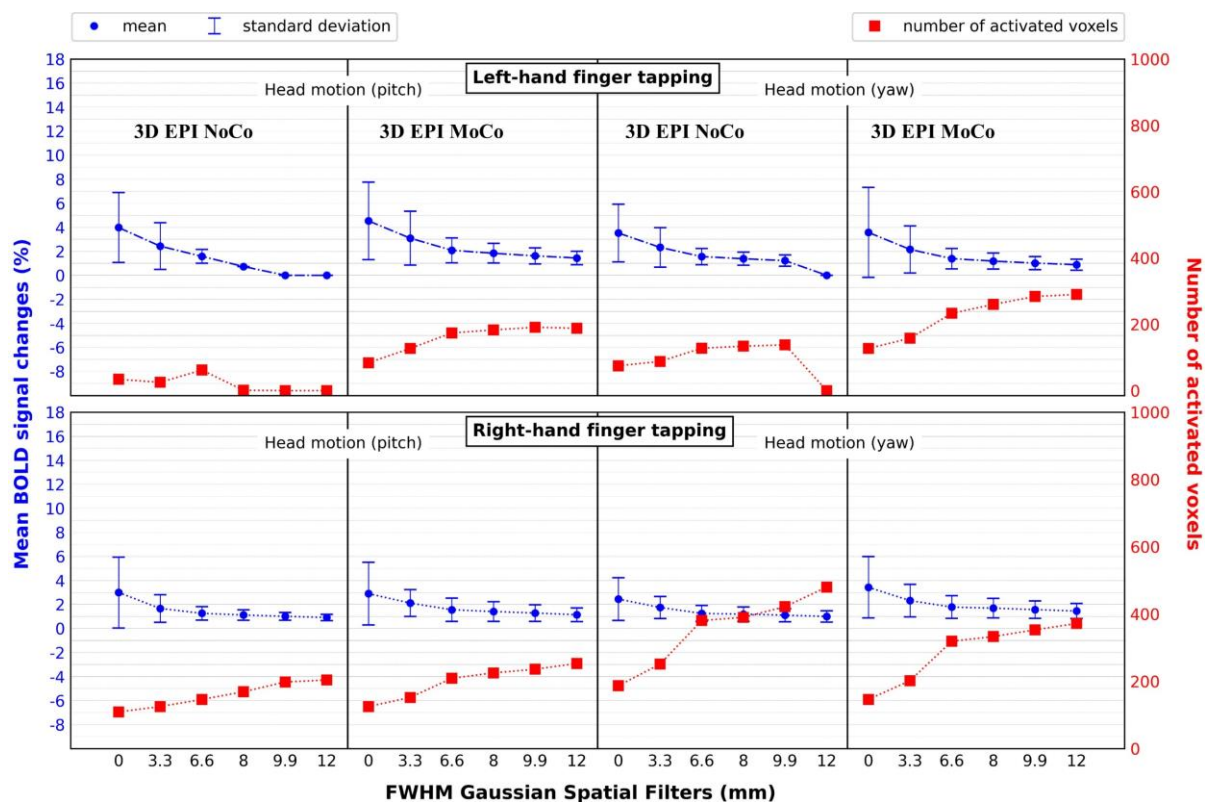 mean standard deviation number of activated voxels
18 Left-hand finger tapping 1000
16 Head motion (pitch) Head motion (yaw)
14
12 3D EPI NoCo 3D EPI MoCo 3D EPI NoCo 3D EPI MoCo 800
10
8
6 600
4
2 400
0
-2
-4 200
-6
-8 0
18 Right-hand finger tapping 1000
16 Head motion (pitch) Head motion (yaw)
14
12 800
10
8
6 600
4
2 400
0
-2
-4 200
-6
-8
0
Mean BOLD signal changes (%)
Number of activated voxels
0 3.3 6.6 8 9.9 12 0 3.3 6.6 8 9.9 12 0 3.3 6.6 8 9.9 12 0 3.3 6.6 8 9.9 12
FWHM Gaussian Spatial Filters (mm)